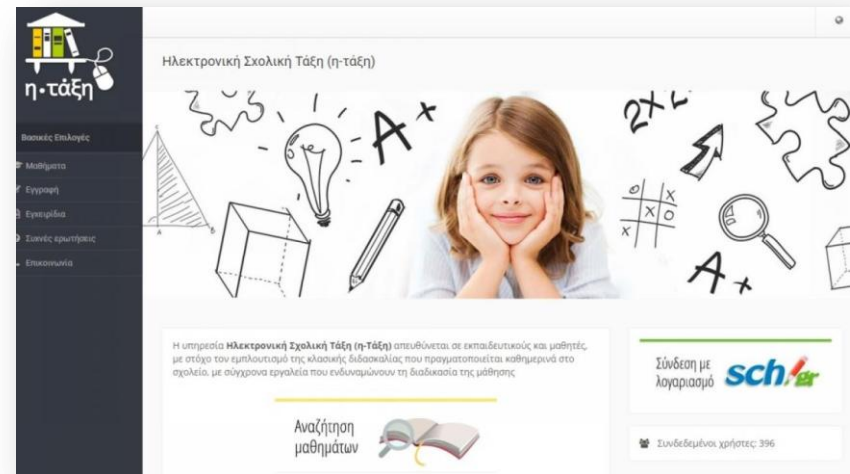 η·τάξη
Βασικές Επιλογές
Μαθήματα
Εγγραφή
Εγχειρίδια
Συχνές ερωτήσεις
Επικοινωνία
Ηλεκτρονική Σχολική Τάξη (η-τάξη)
A+
2×2
O X
X O
X
A+
Η υπηρεσία Ηλεκτρονική Σχολική Τάξη (η-Τάξη) απευθύνεται σε εκπαιδευτικούς και μαθητές,
με στόχο τον εμπλουτισμό της κλασικής διδασκαλίας που πραγματοποιείται καθημερινά στο
σχολείο, με σύγχρονα εργαλεία που ενδυναμώνουν τη διαδικασία της μάθησης
Αναζήτηση
μαθημάτων
Σύνδεση με
λογαριασμό
sch.gr
Συνδεδεμένοι χρήστες: 396